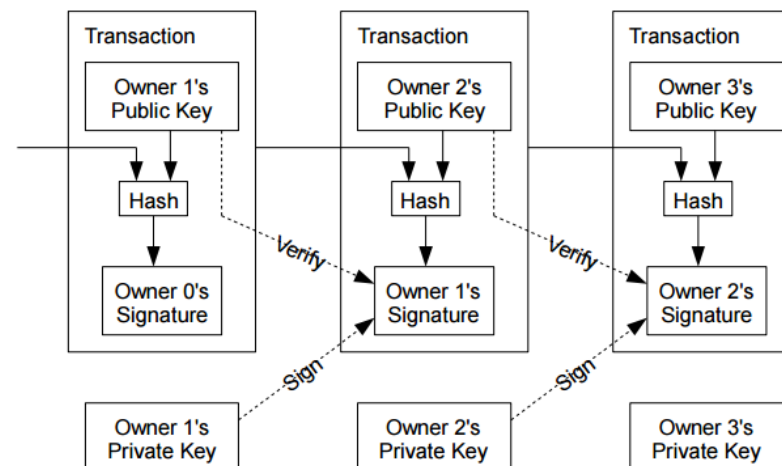 Transaction
Transaction
Transaction
Owner 1's
Public Key
Owner 2's
Public Key
Owner 3's
Public Key
Hash
Hash
Hash
Verify
Verify
Owner 0's
Signature
Owner 1's
Signature
Owner 2's
Signature
Sign
Sign
Owner 1's
Private Key
Owner 2's
Private Key
Owner 3's
Private Key